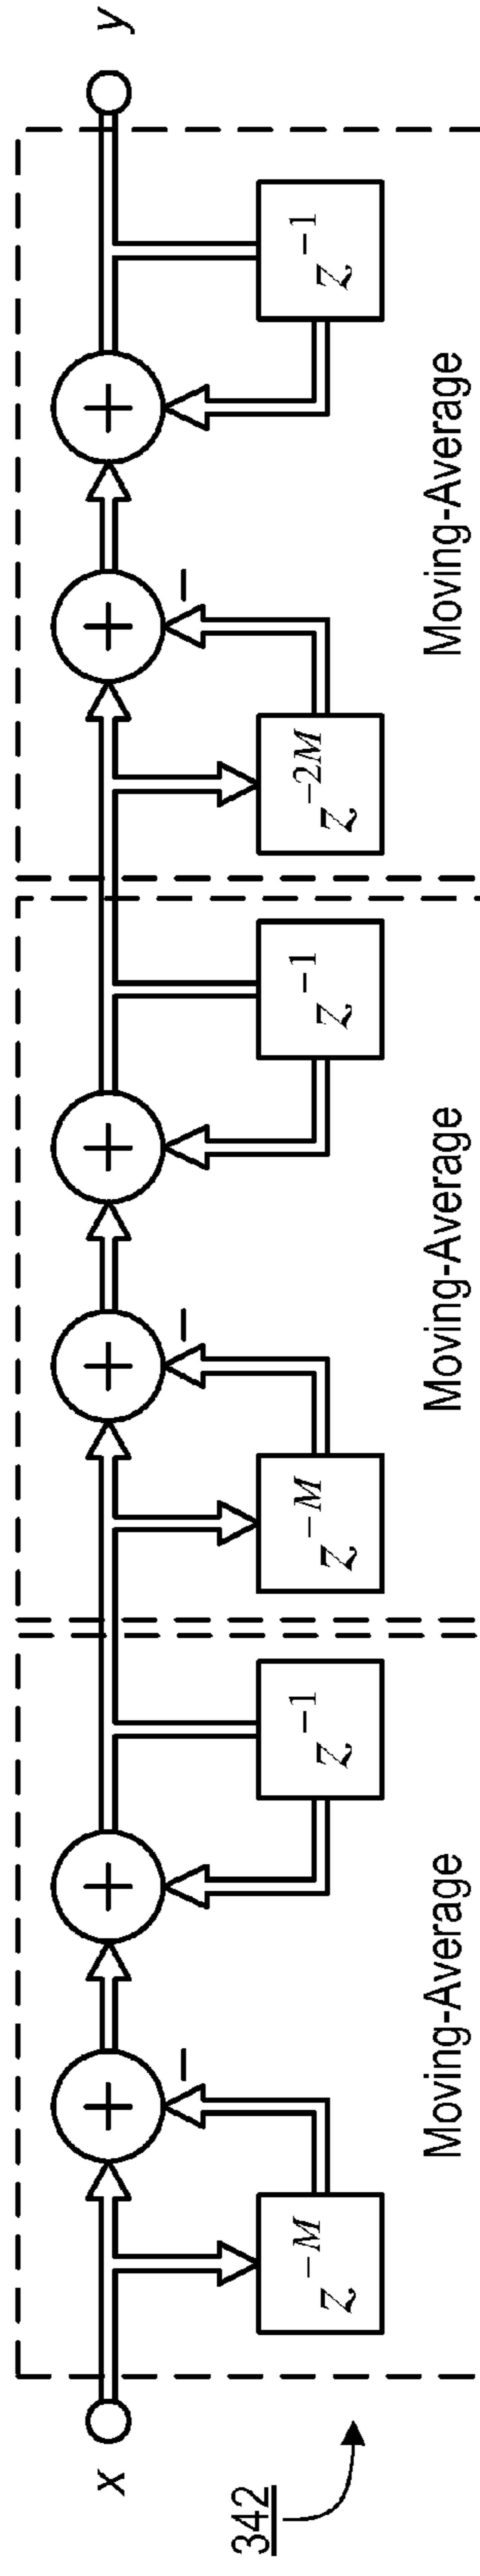 x
z^{-M}
−
+
+
z^{-1}
Moving-Average
z^{-M}
−
+
+
z^{-1}
Moving-Average
z^{-2M}
−
+
+
z^{-1}
Moving-Average
y
342